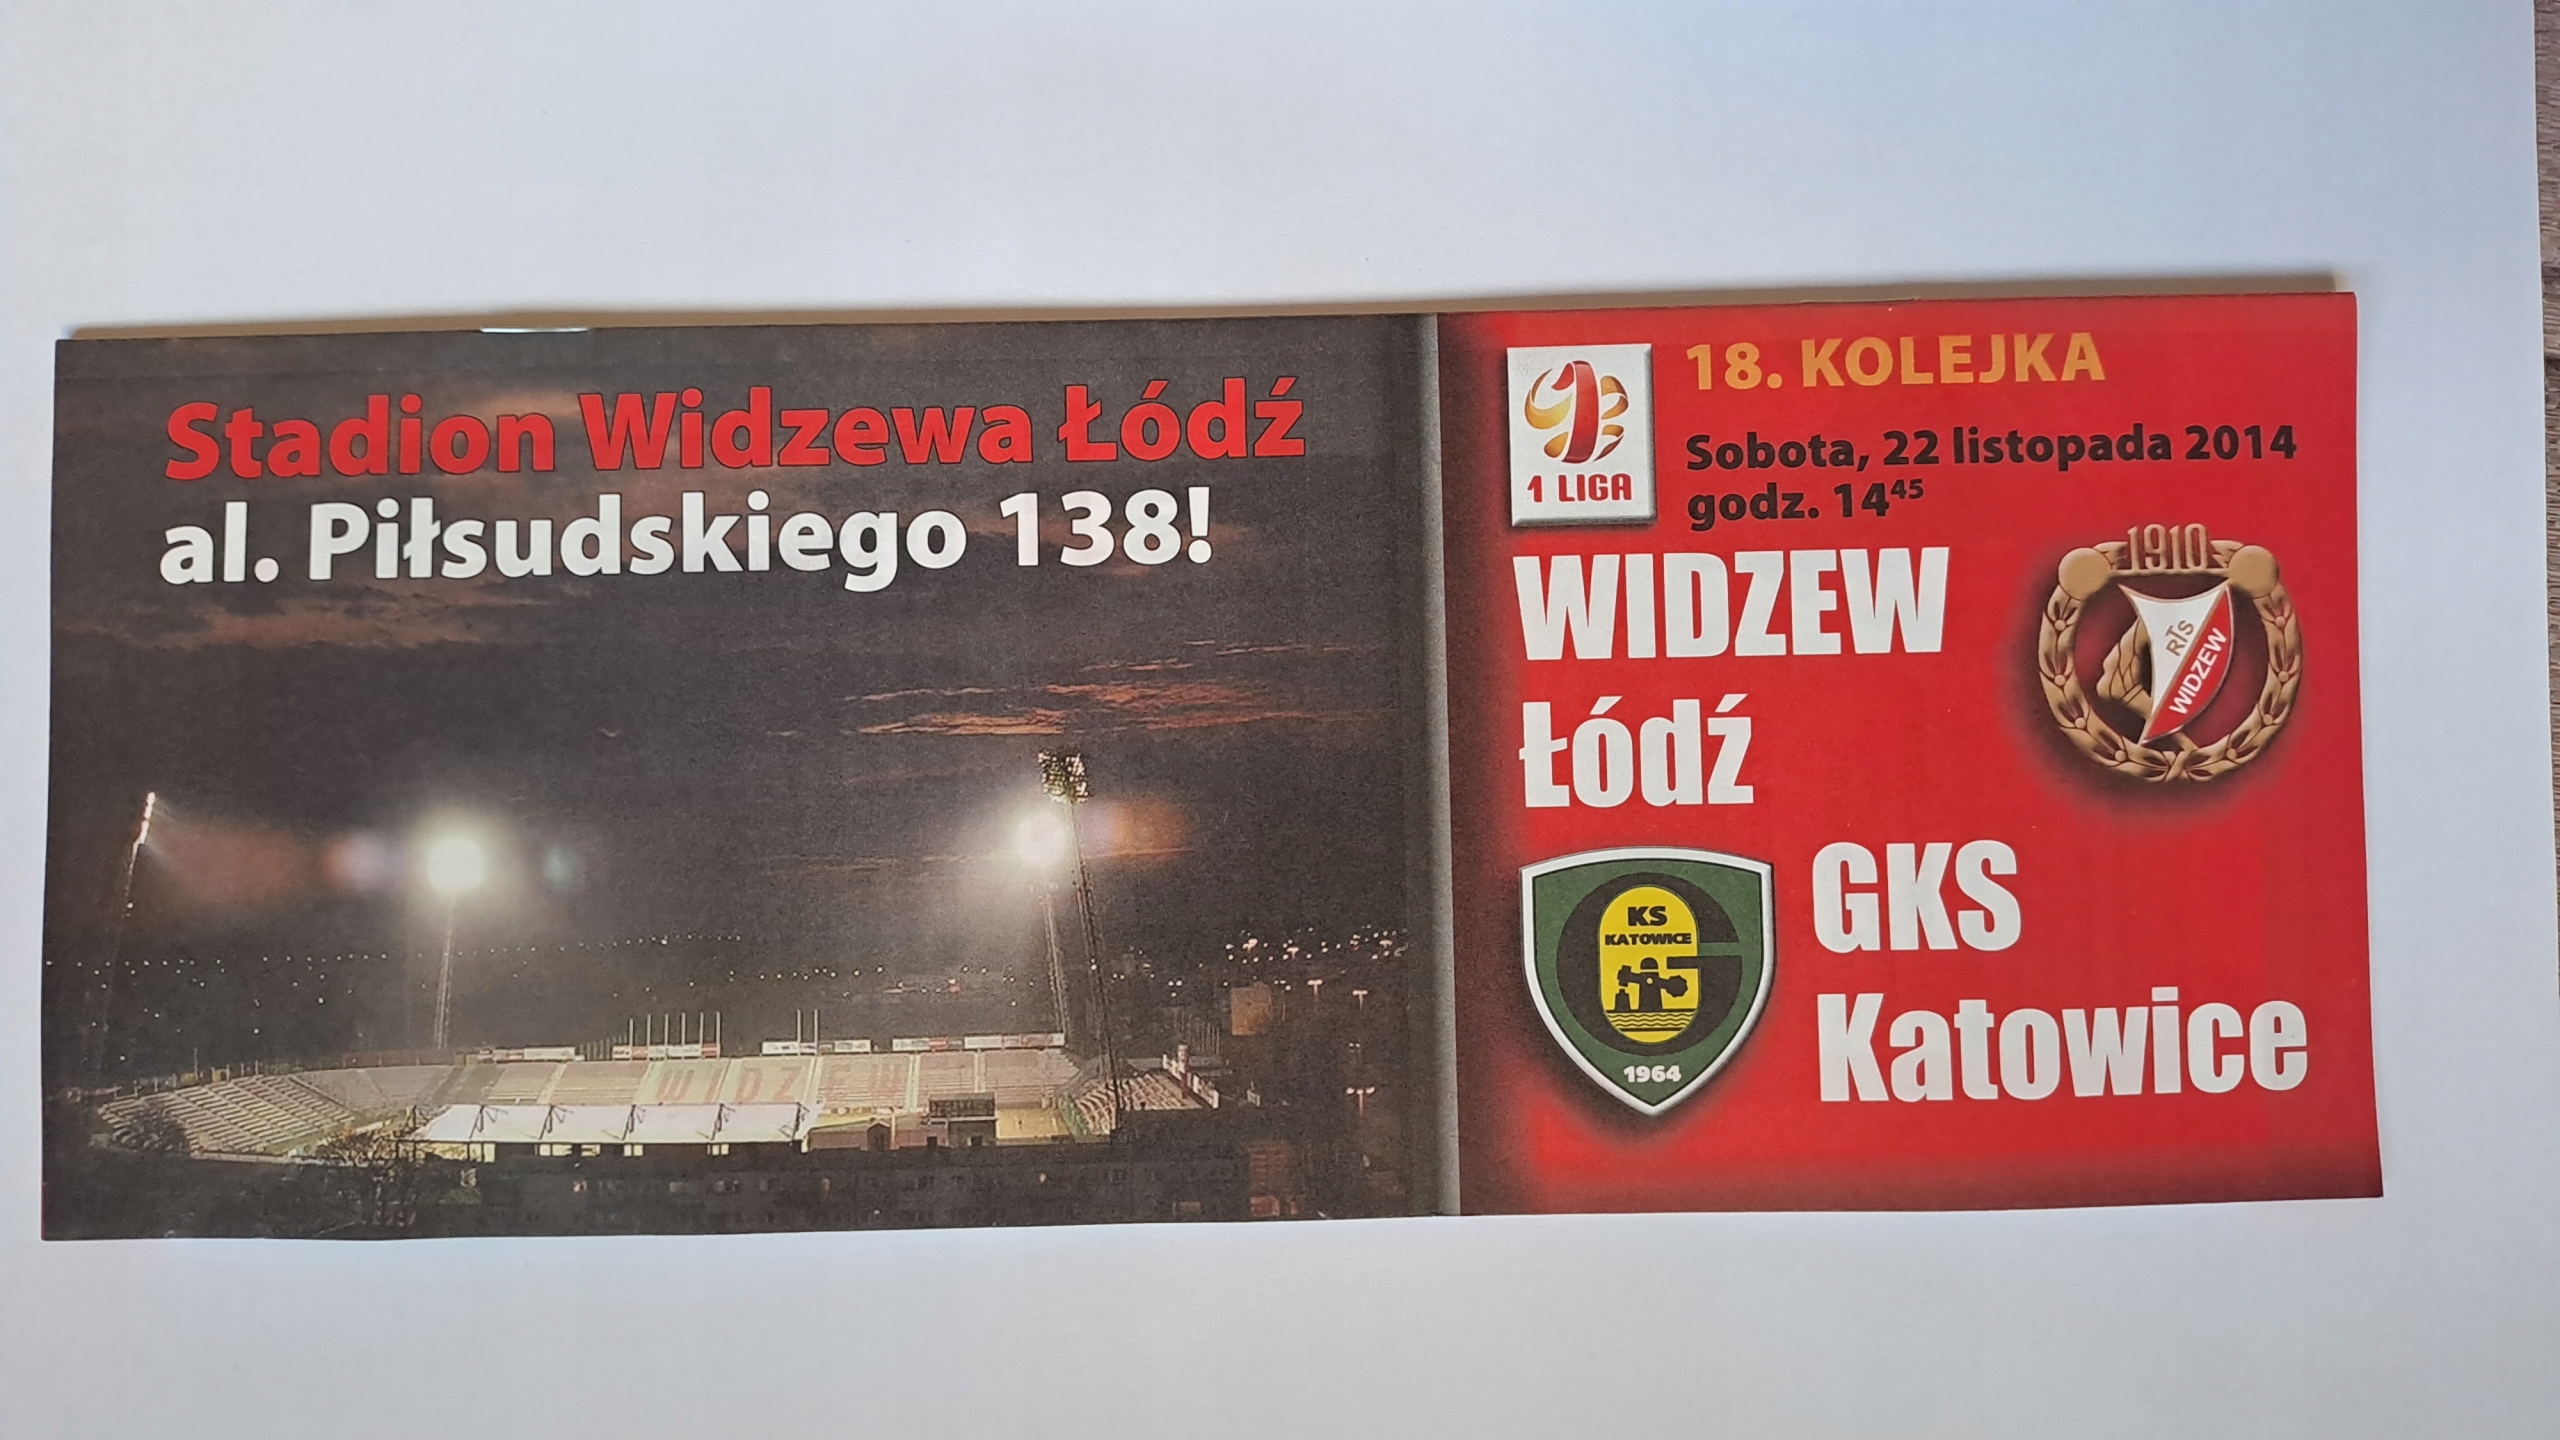 Stadion Widzewa Łódź
al. Piłsudskiego 138!
WIDZEW
1 LIGA
18. KOLEJKA
Sobota, 22 listopada 2014
godz. 14⁴⁵
WIDZEW
Łódź
1910
RTS
WIDZEW
KS
KATOWICE
1964
GKS
Katowice